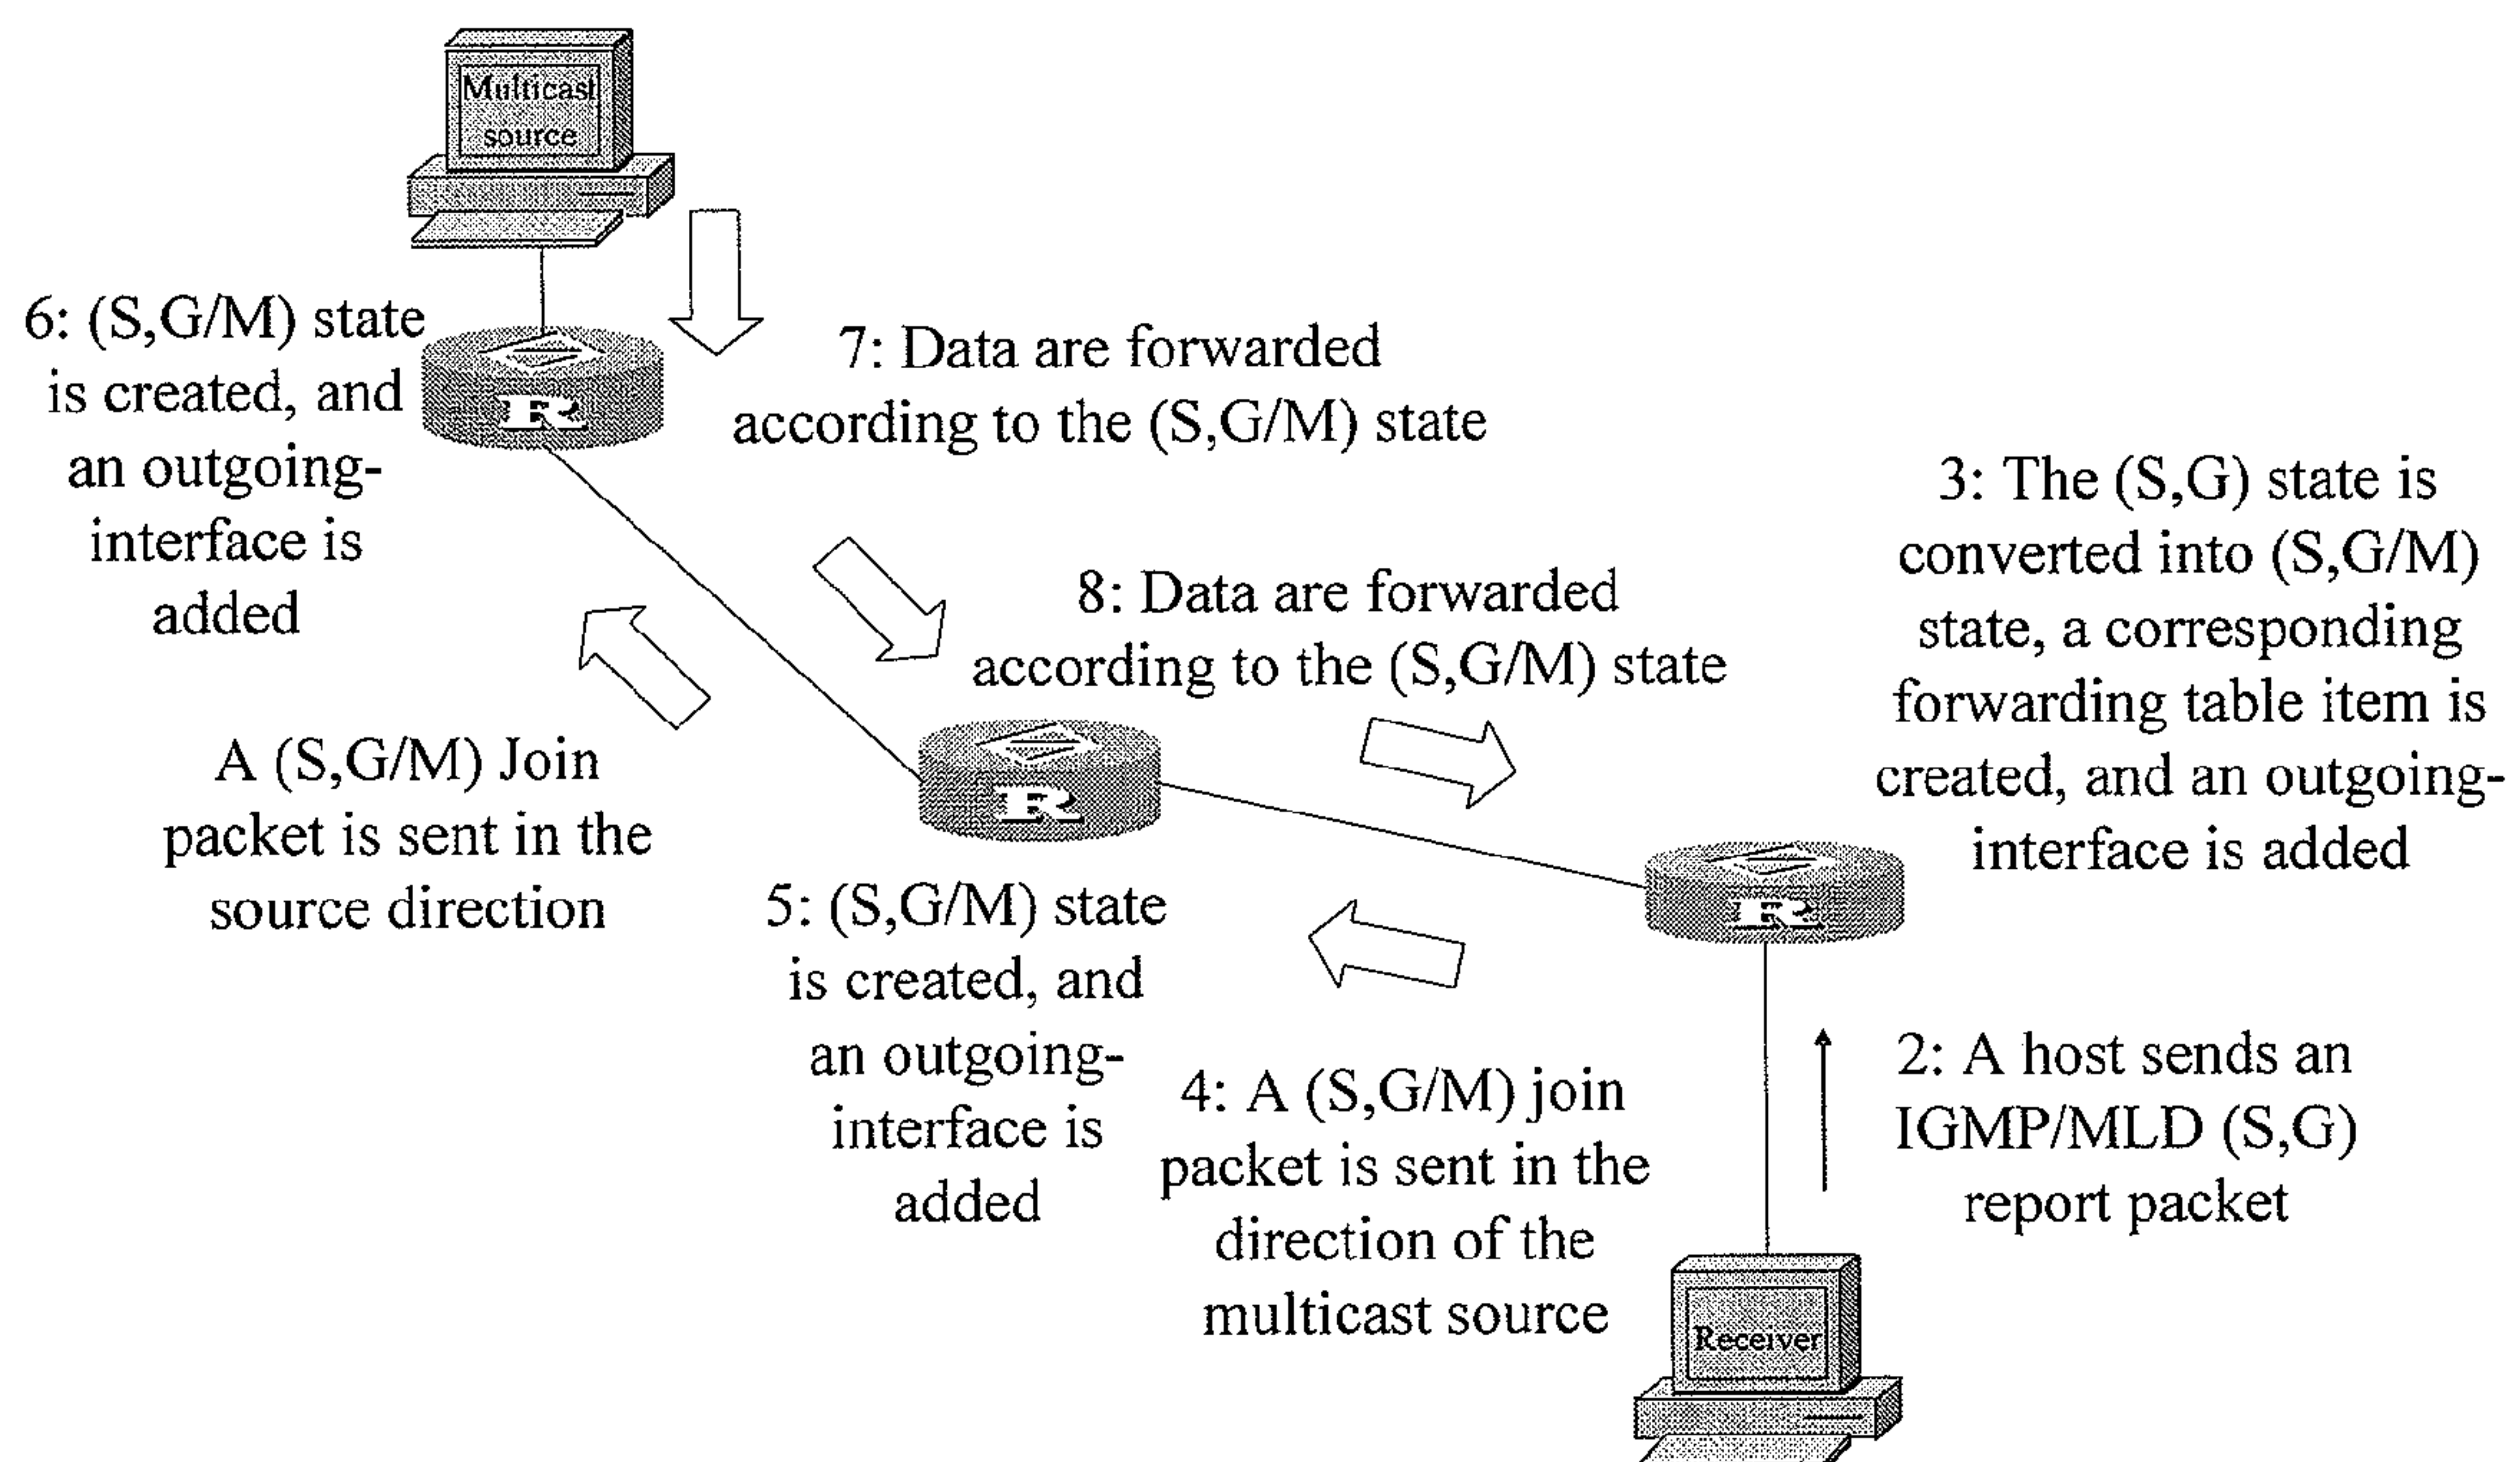 Multicast
source
6: (S,G/M) state
is created, and
an outgoing-
interface is
added
R
7: Data are forwarded
according to the (S,G/M) state
3: The (S,G) state is
converted into (S,G/M)
state, a corresponding
forwarding table item is
created, and an outgoing-
interface is added
8: Data are forwarded
according to the (S,G/M) state
A (S,G/M) Join
packet is sent in the
source direction
R
R
5: (S,G/M) state
is created, and
an outgoing-
interface is
added
4: A (S,G/M) join
packet is sent in the
direction of the
multicast source
2: A host sends an
IGMP/MLD (S,G)
report packet
Receiver